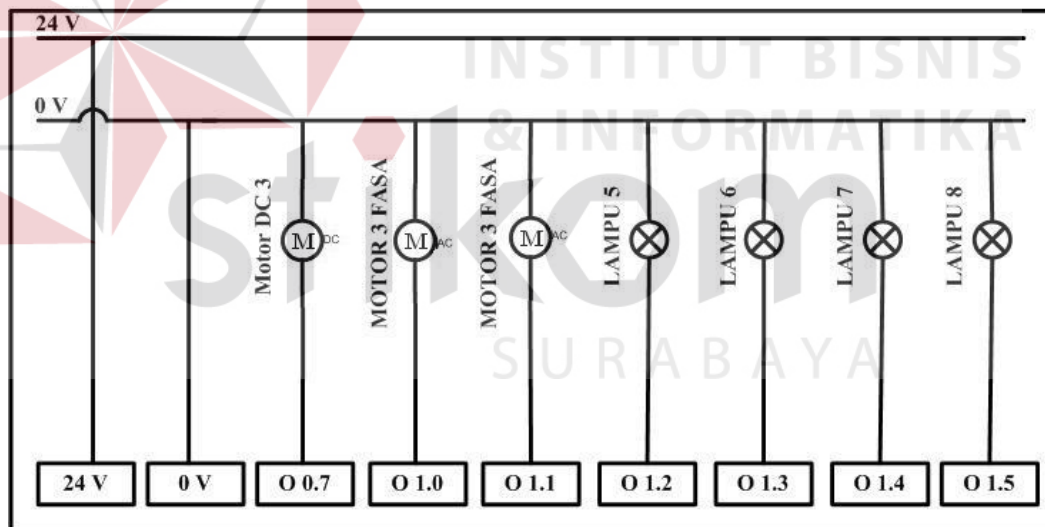 24 V
0 V
INSTITUT BISNIS
& INFORMATIKA
stikom
SURABAYA
Motor DC 3
MOTOR 3 FASA
MOTOR 3 FASA
LAMPU 5
LAMPU 6
LAMPU 7
LAMPU 8
M DC
M AC
M AC
24 V
0 V
O 0.7
O 1.0
O 1.1
O 1.2
O 1.3
O 1.4
O 1.5